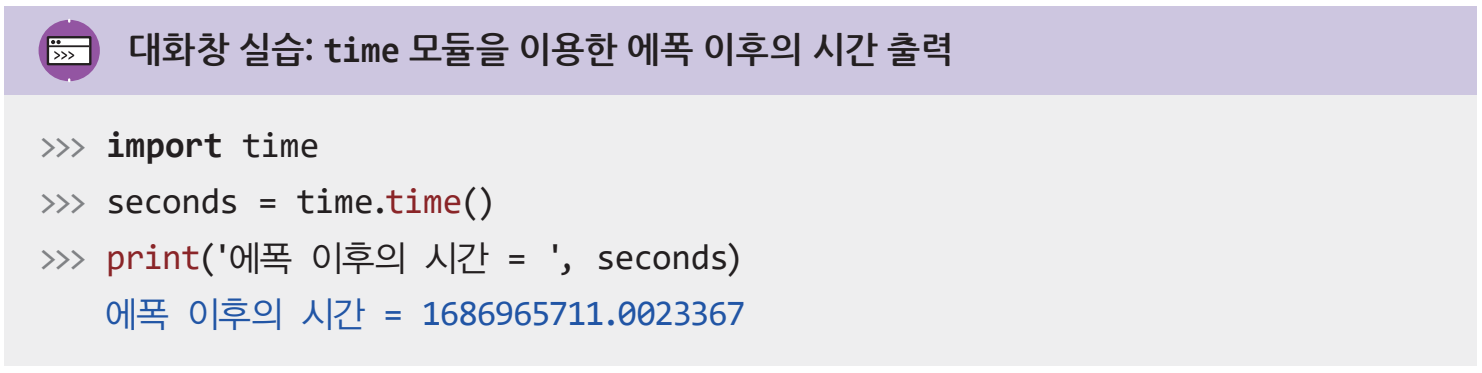 대화창 실습: time 모듈을 이용한 에폭 이후의 시간 출력
>>> import time
>>> seconds = time.time()
>>> print('에폭 이후의 시간 = ', seconds)
에폭 이후의 시간 = 1686965711.0023367